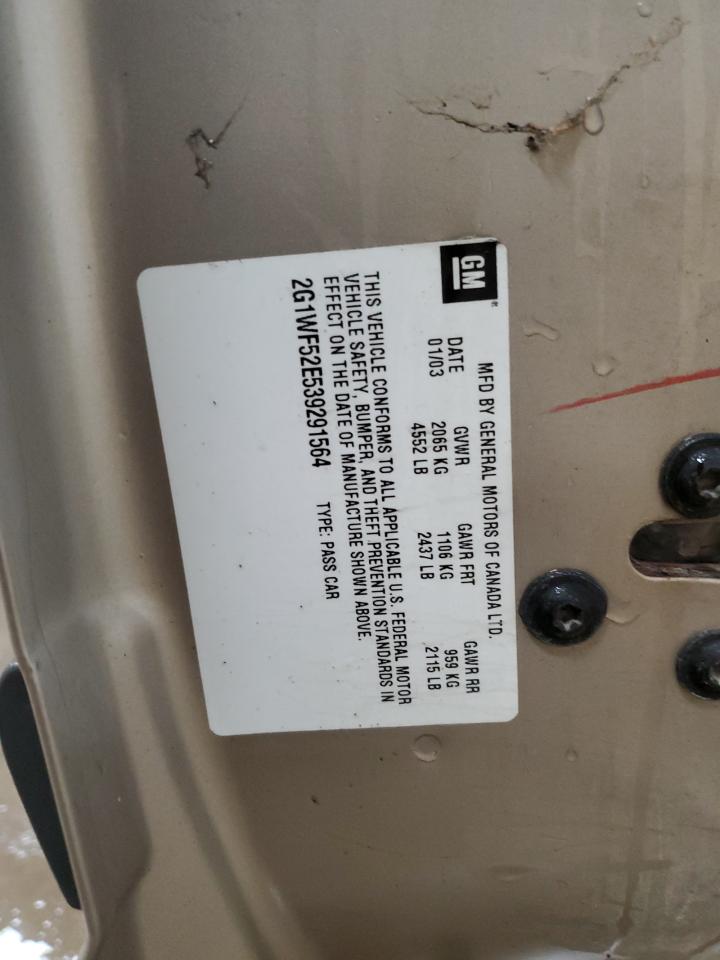 GM
MFD BY GENERAL MOTORS OF CANADA LTD.
DATE GVWR GAWR FRT GAWR RR
01/03 2065 KG 1106 KG 959 KG
4552 LB 2437 LB 2115 LB
THIS VEHICLE CONFORMS TO ALL APPLICABLE U.S. FEDERAL MOTOR
VEHICLE SAFETY, BUMPER, AND THEFT PREVENTION STANDARDS IN
EFFECT ON THE DATE OF MANUFACTURE SHOWN ABOVE.
2G1WF52E539291564 TYPE: PASS CAR